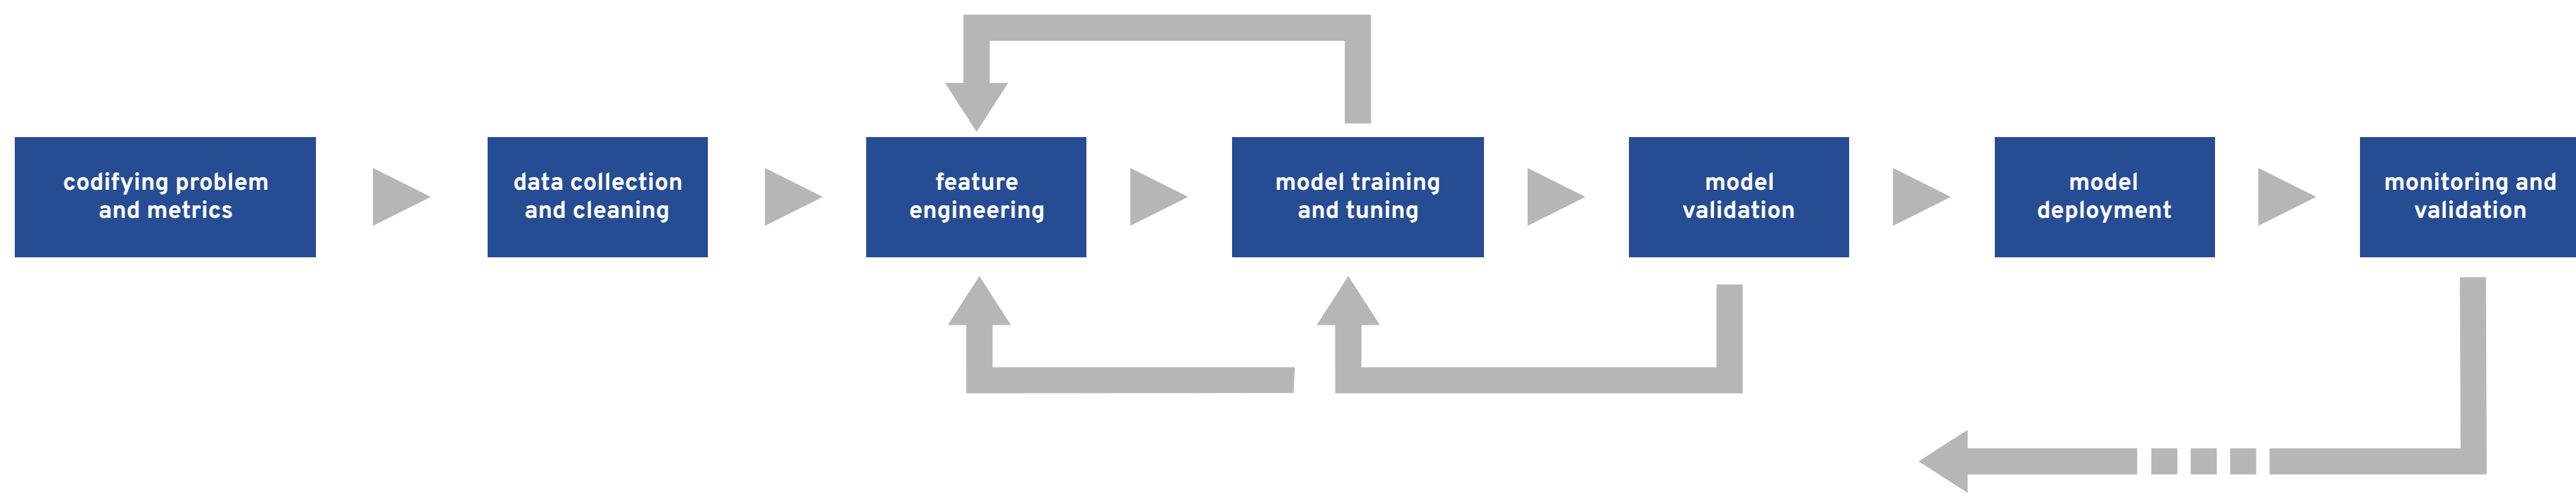 codifying problem
and metrics
data collection
and cleaning
feature
engineering
model training
and tuning
model
validation
model
deployment
monitoring and
validation